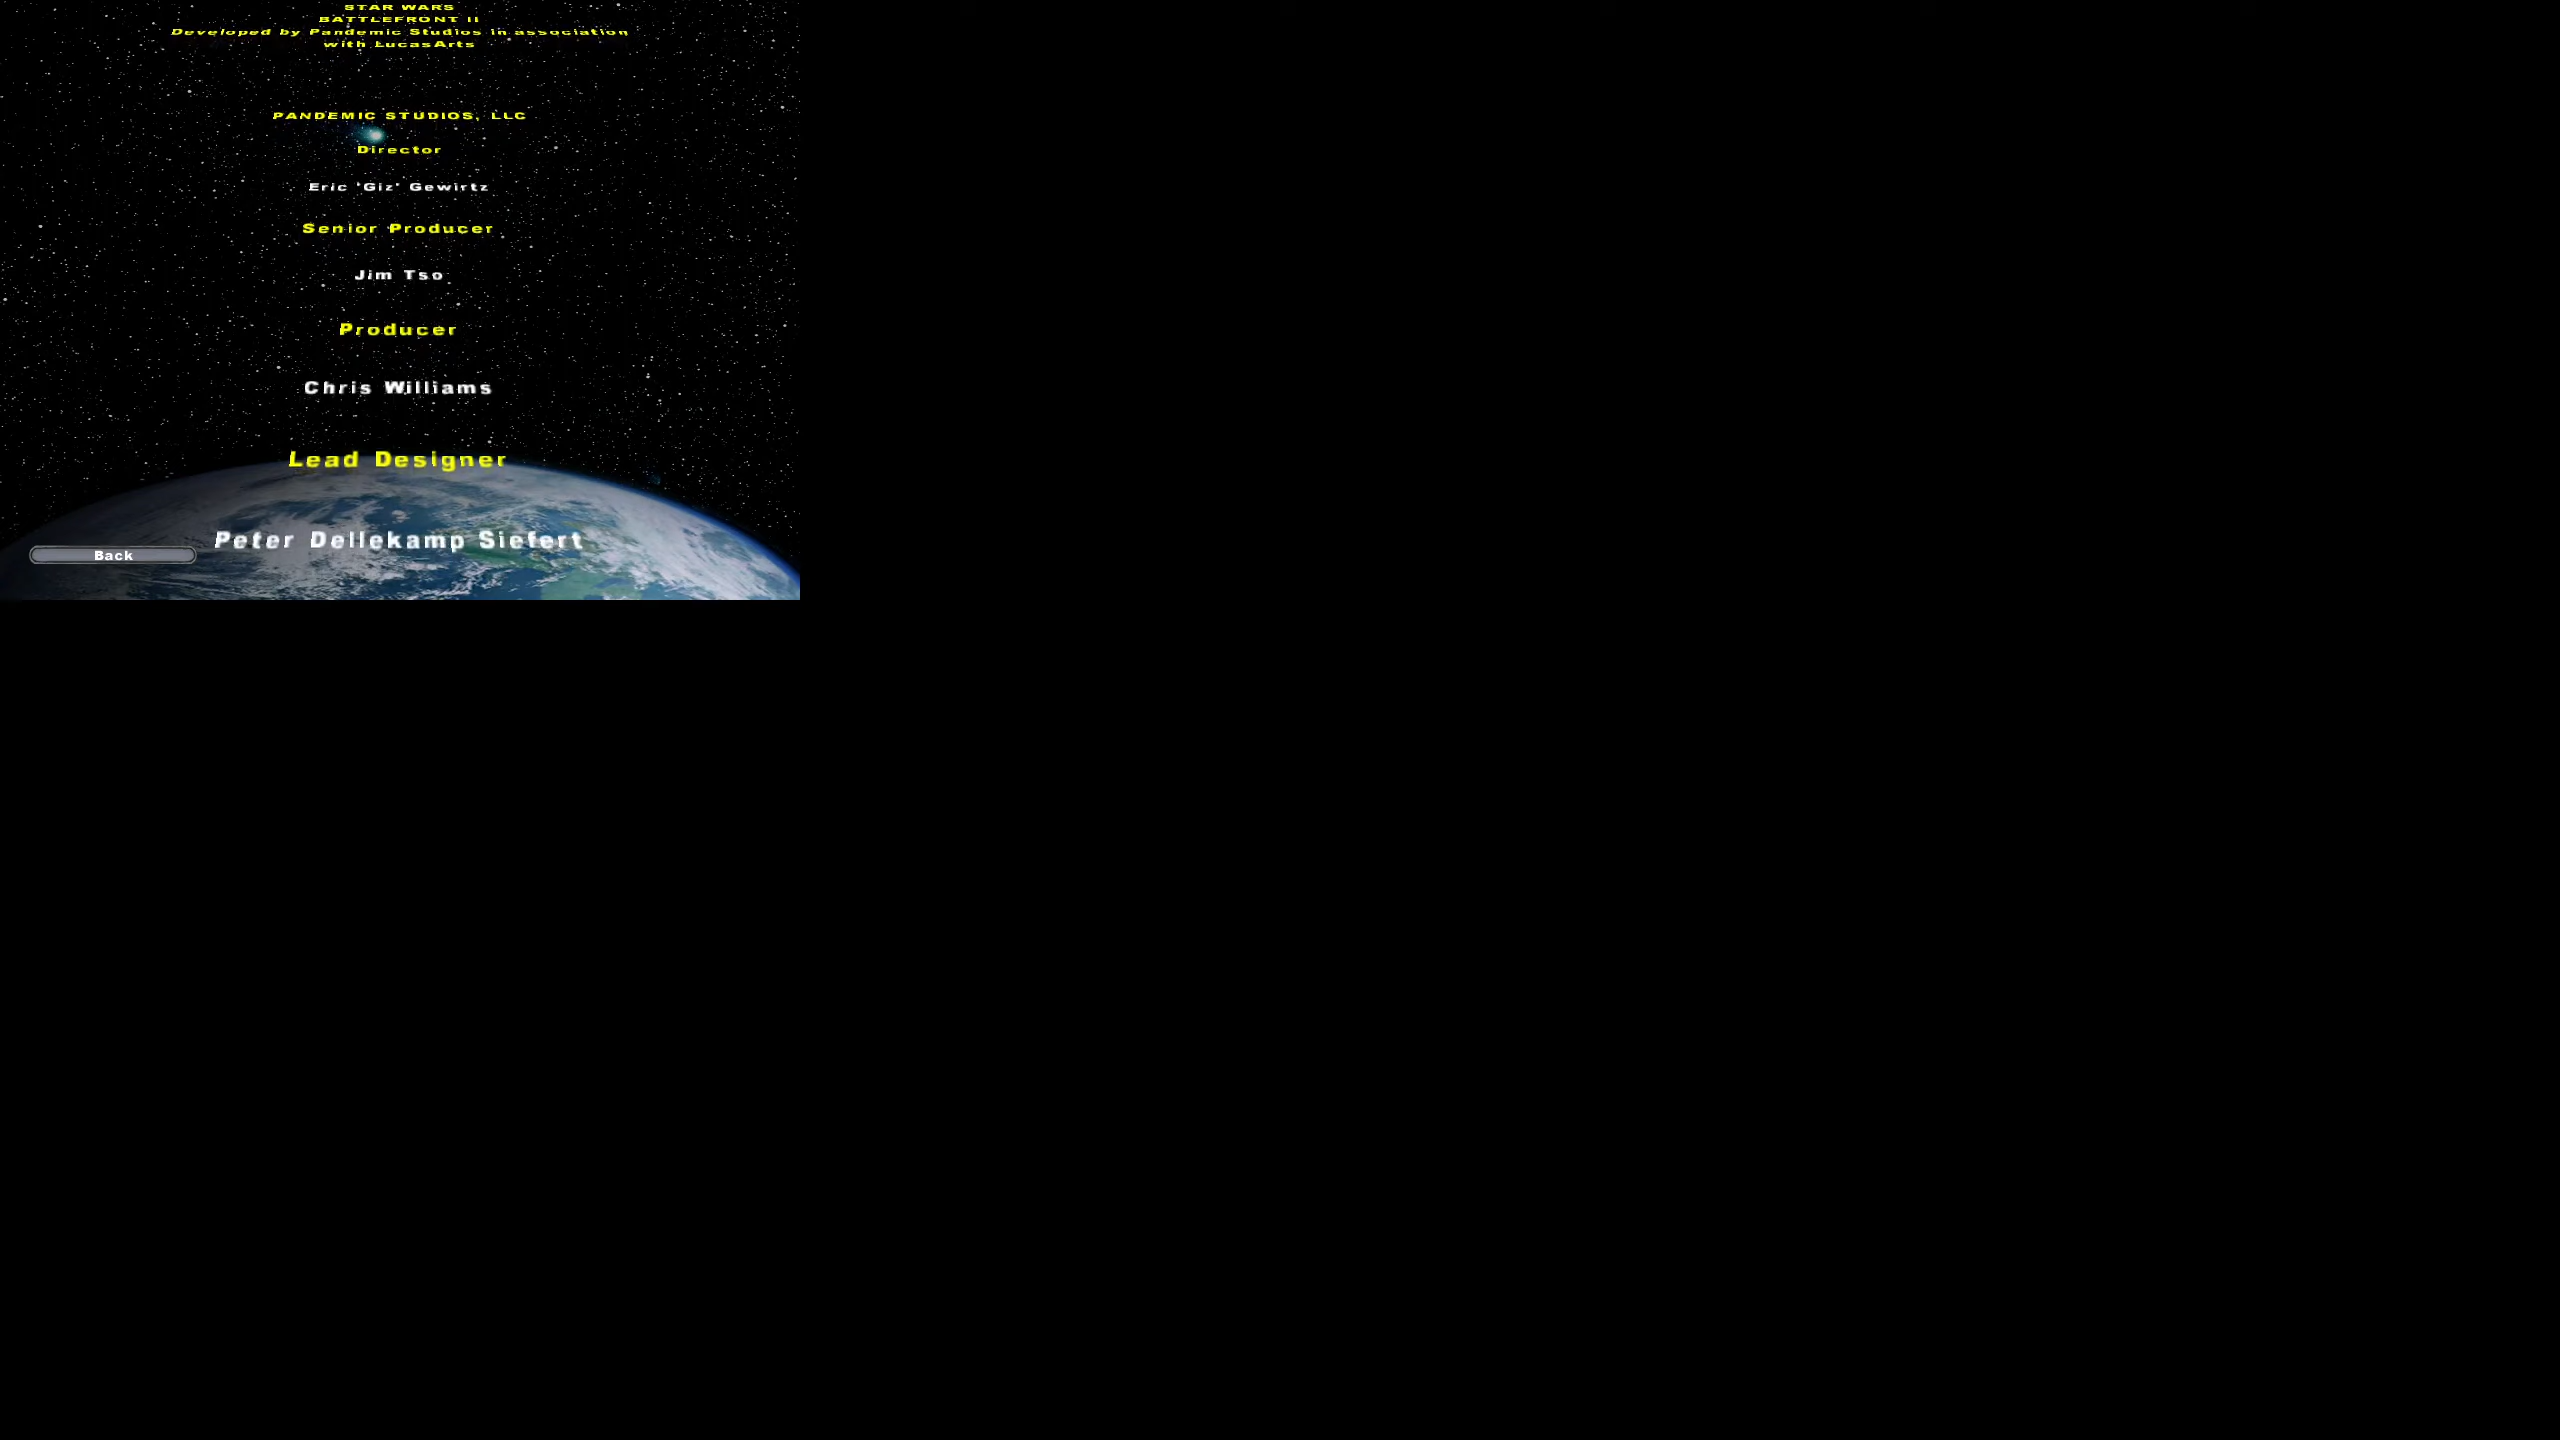 STAR WARS
BATTLEFRONT II
Developed by Pandemic Studios in association
with LucasArts
PANDEMIC STUDIOS, LLC
Director
Eric 'Giz' Gewirtz
Senior Producer
Jim Tso
Producer
Chris Williams
Lead Designer
Peter Dellekamp Siefert
Back